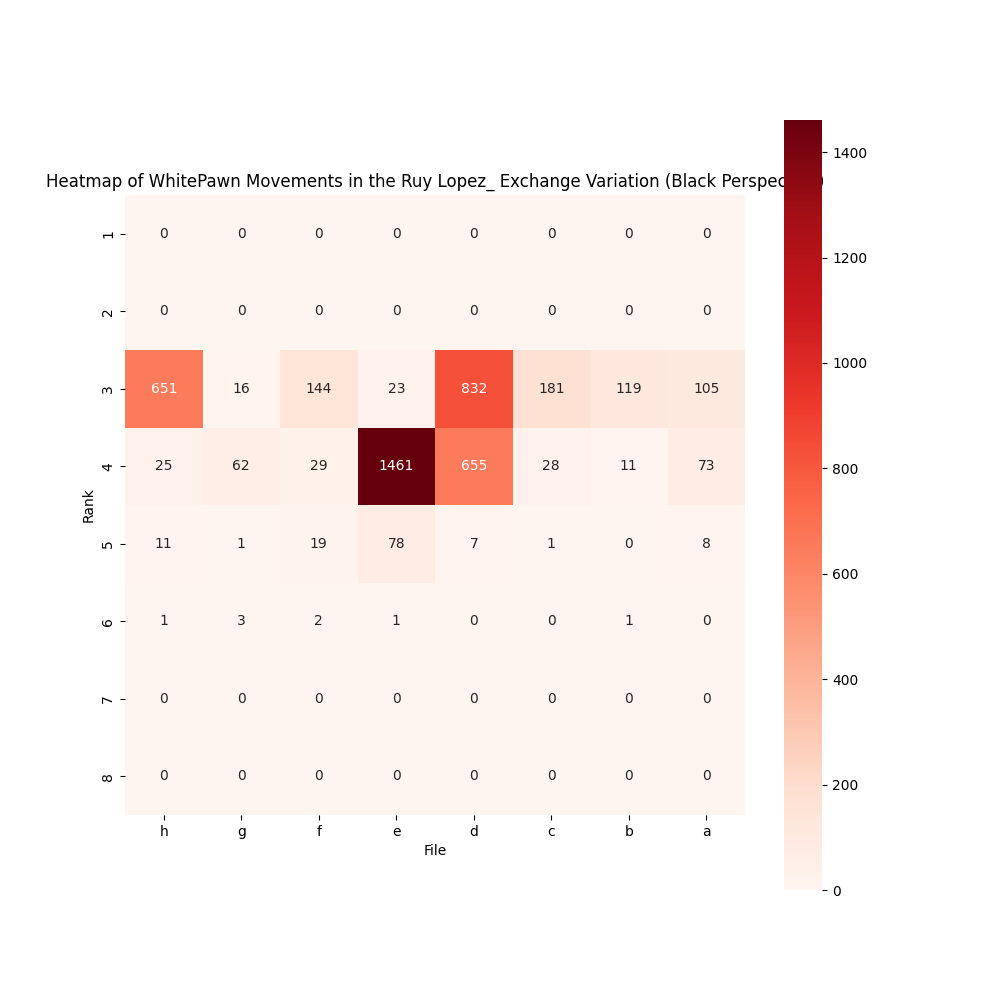 Heatmap of WhitePawn Movements in the Ruy Lopez_ Exchange Variation (Black
1400
1200
1000
800
600
400
200
0
Rank
1 0 0 0 0 0 0 0 0
2 0 0 0 0 0 0 0 0
3 651 16 144 23 832 181 119 105
4 25 62 29 1461 655 28 11 73
5 11 1 19 78 7 1 0 8
6 1 3 2 1 0 0 1 0
7 0 0 0 0 0 0 0 0
8 0 0 0 0 0 0 0 0
h g f e d c b a
File